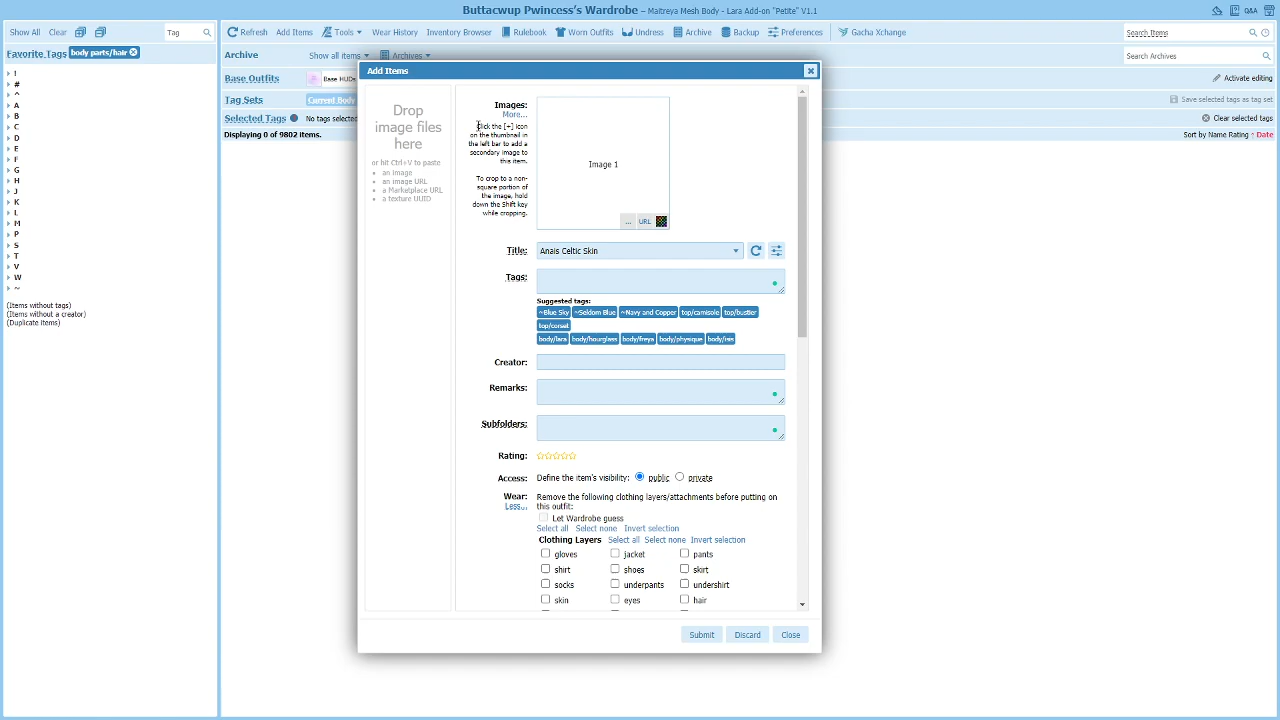 Buttacwup Pwincess's Wardrobe – Maitreya Mesh Body - Lara Add-on "Petite" V1.1
Q&A
Show All Clear Tag
Refresh Add Items Tools Wear History Inventory Browser Rulebook Worn Outfits Undress Archive Backup Preferences Gacha Xchange Search Items
Favorite Tags body parts/hair
Archive Show all items Archives Search Archives
Base Outfits Base HUDs Activate editing
Tag Sets Current Body Save selected tags as tag set
Selected Tags No tags selected Clear selected tags
Displaying 0 of 9802 items. Sort by Name Rating ↑ Date
!
#
^
A
B
C
D
E
F
G
H
J
K
L
M
P
S
T
V
W
~
(Items without tags)
(Items without a creator)
(Duplicate items)
Add Items
Drop
image files
here
or hit Ctrl+V to paste
an image
an image URL
a Marketplace URL
a texture UUID
Images:
More...
Click the [+] icon
on the thumbnail in
the left bar to add a
secondary image to
this item.
To crop to a non-
square portion of
the image, hold
down the Shift key
while cropping.
Image 1
... URL
Title: Anais Celtic Skin
Tags:
Suggested tags:
~Blue Sky ~Seldom Blue ~Navy and Copper top/camisole top/bustier
top/corset
body/lara body/hourglass body/freya body/physique body/isis
Creator:
Remarks:
Subfolders:
Rating:
Access: Define the item's visibility: public private
Wear: Remove the following clothing layers/attachments before putting on
Less... this outfit:
Let Wardrobe guess
Select all Select none Invert selection
Clothing Layers Select all Select none Invert selection
gloves jacket pants
shirt shoes skirt
socks underpants undershirt
skin eyes hair
Submit Discard Close